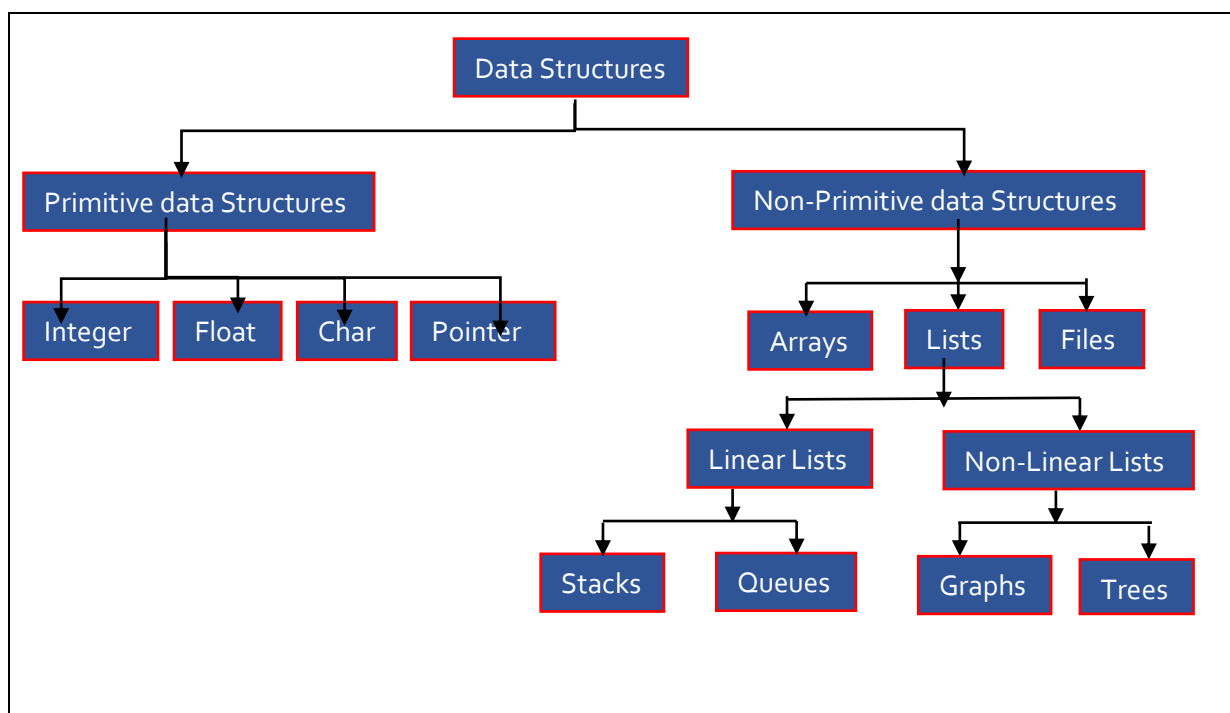 Data Structures
Primitive data Structures
Non-Primitive data Structures
Integer
Float
Char
Pointer
Arrays
Lists
Files
Linear Lists
Non-Linear Lists
Stacks
Queues
Graphs
Trees